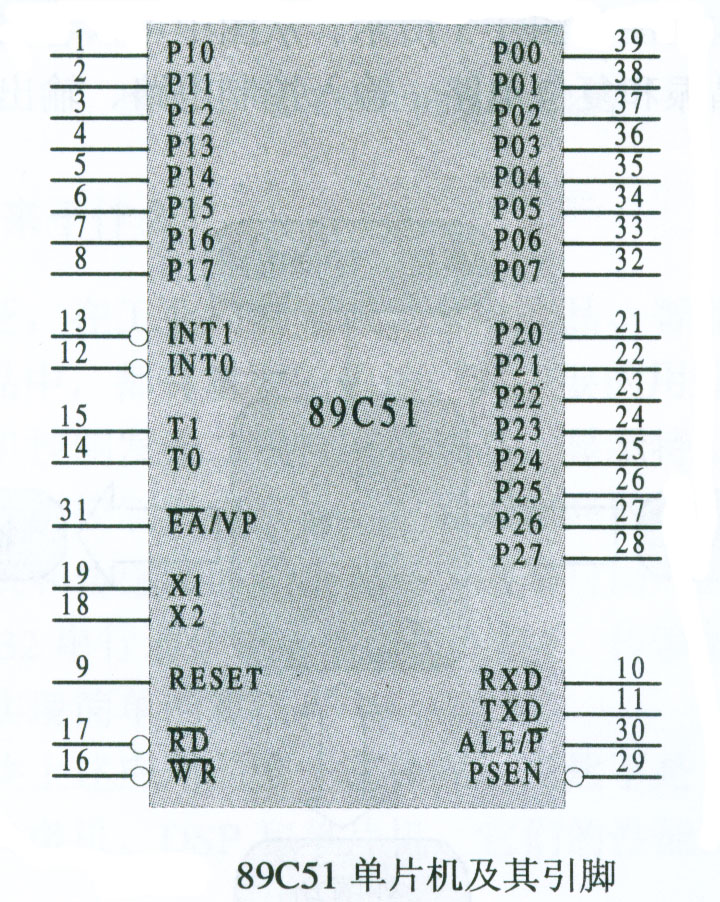 1 P10 P00 39
2 P11 P01 38
3 P12 P02 37
4 P13 P03 36
5 P14 P04 35
6 P15 P05 34
7 P16 P06 33
8 P17 P07 32
13 INT1 P20 21
12 INT0 P21 22
P22 23
15 T1 P23 24
14 T0 P24 25
P25 26
31 E̅A̅/VP P26 27
P27 28
89C51
19 X1
18 X2
9 RESET RXD 10
TXD 11
17 R̅D̅ ALE/P̅ 30
16 W̅R̅ PSEN 29
89C51 单片机及其引脚